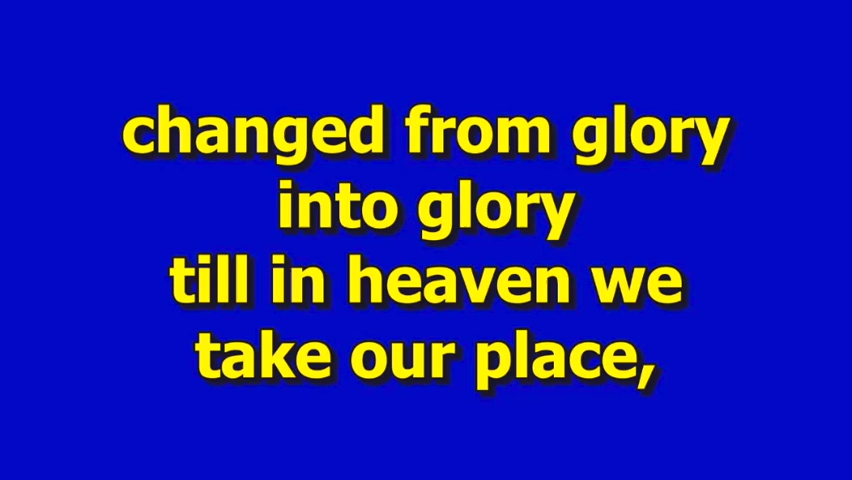 changed from glory
into glory
till in heaven we
take our place,